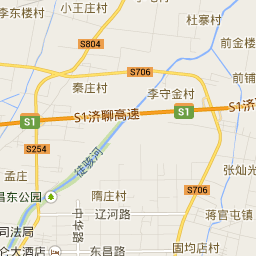 李东楼村
小王庄村
杜寨村
前金楼村
S804
S706
前铺
秦庄村
李守金村
S1济聊高速
S1
S1
S1济
S254
徒骇河
孟庄
张灿光
昌东公园
隋庄村
S706
辽河路
蒋官屯镇
中华路
司法局
仑大酒店
东昌路
固均店村